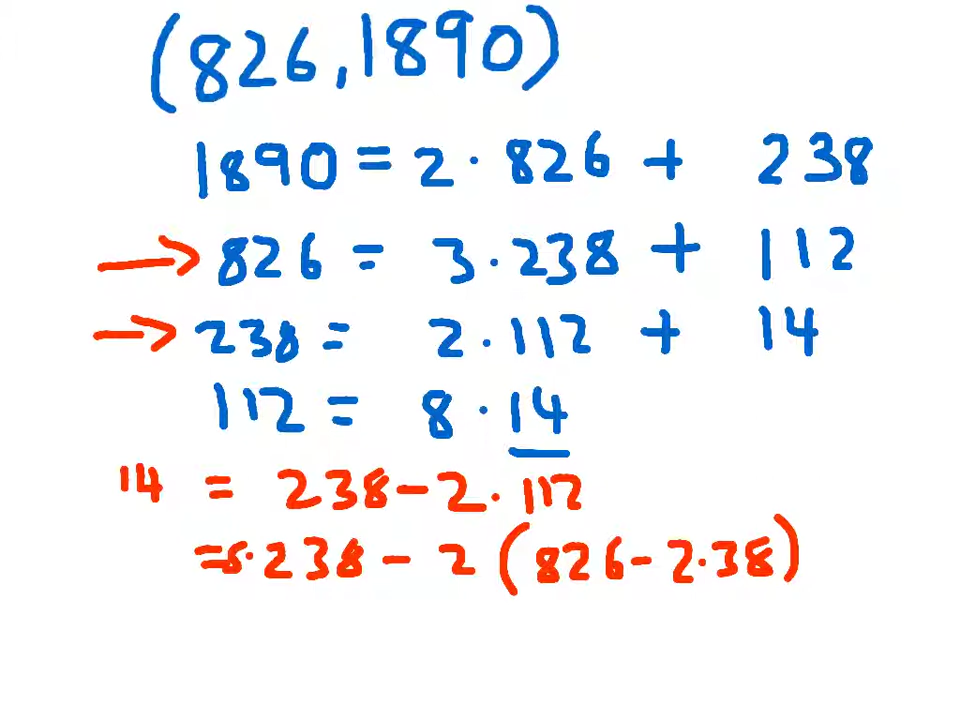 (826,1890)
1890 = 2 · 826 + 238
826 = 3 · 238 + 112
238 = 2 · 112 + 14
112 = 8 · 14
14 = 238 - 2 · 112
= 238 - 2 (826 - 2·38)